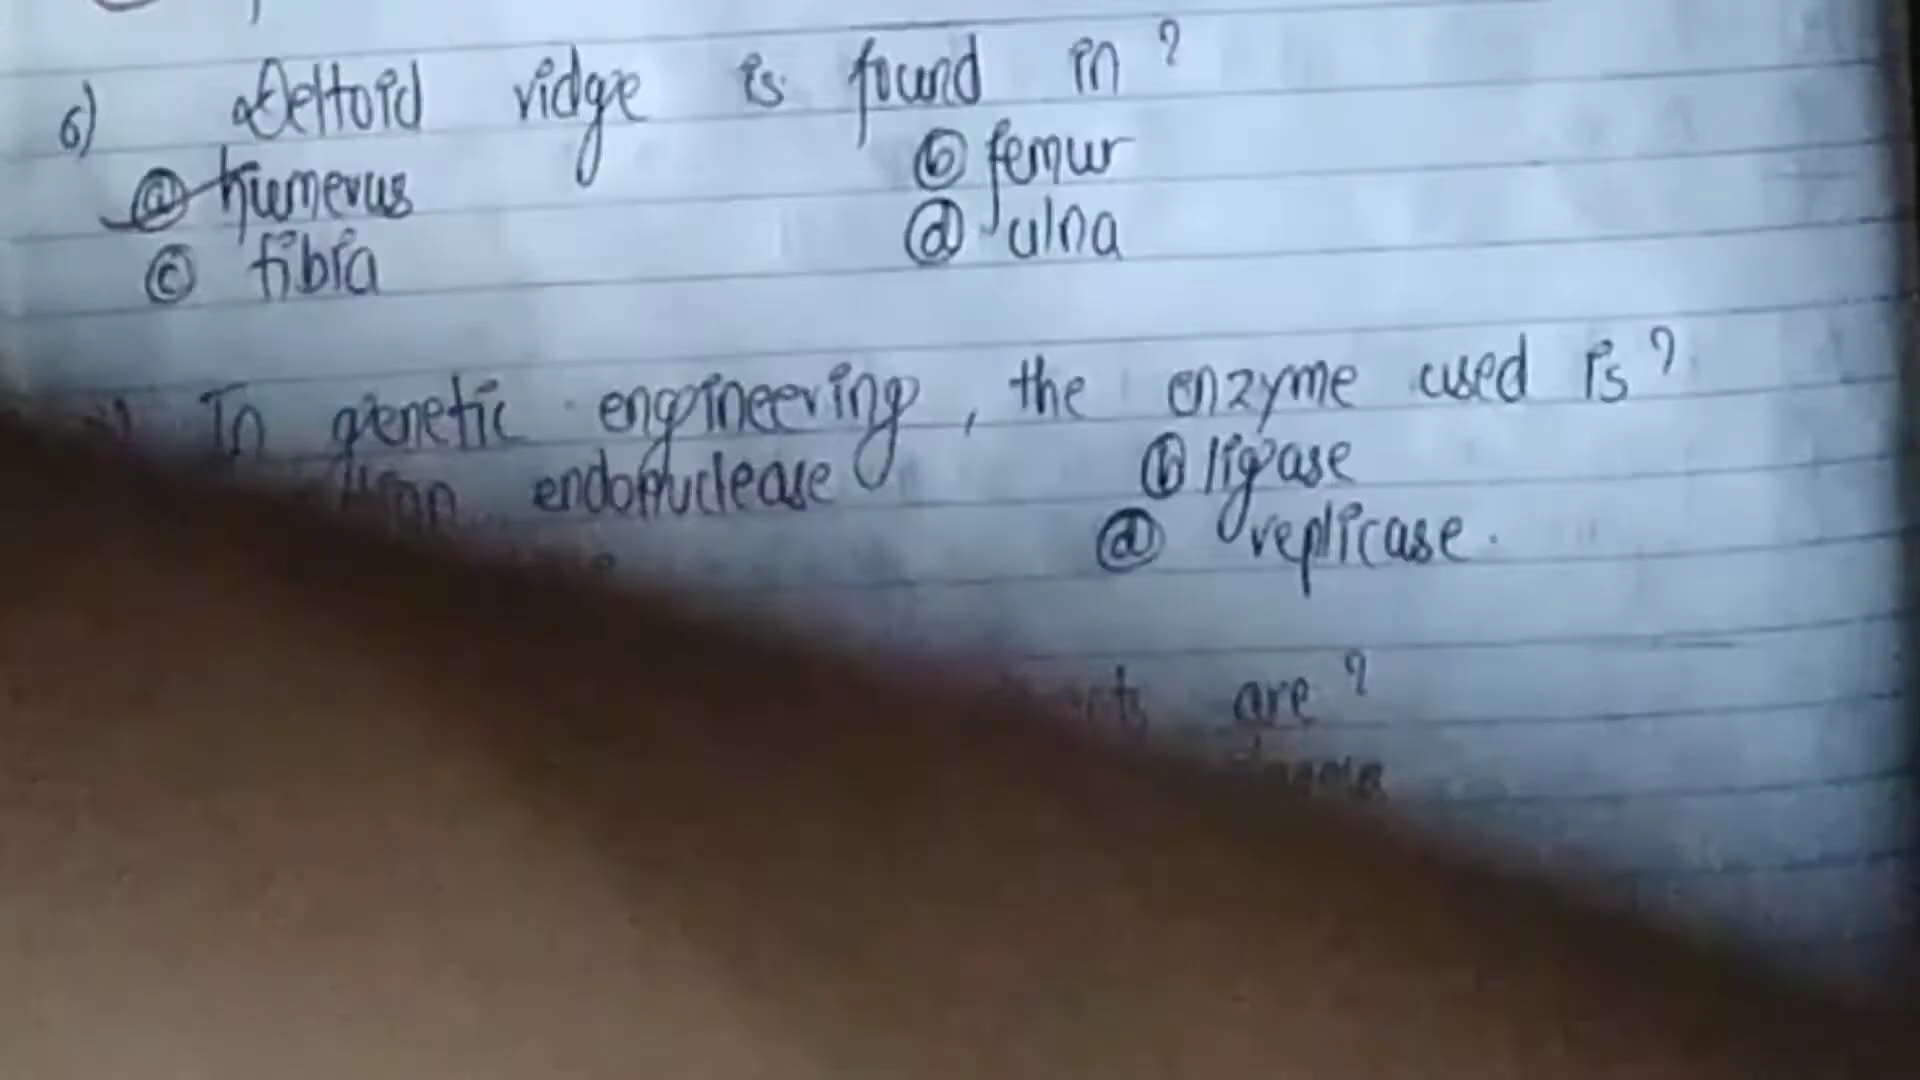 6) Deltoid ridge is found in ?
(a) humerus (b) femur
(c) fibia (d) ulna
In genetic engineering, the enzyme used is ?
endonuclease (b) ligase
(d) replicase.
are ?